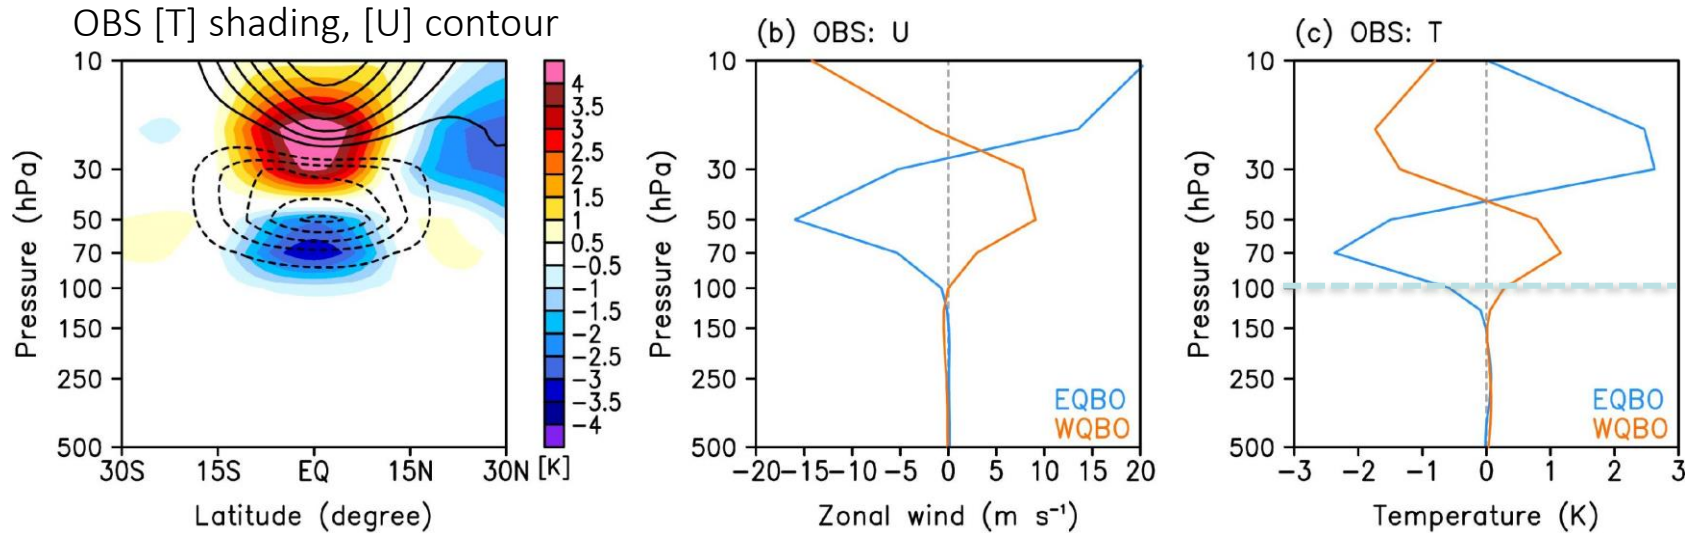 OBS [T] shading, [U] contour
10
30
50
70
100
150
250
500
Pressure (hPa)
30S 15S EQ 15N 30N
Latitude (degree)
4
3.5
3
2.5
2
1.5
1
0.5
−0.5
−1
−1.5
−2
−2.5
−3
−3.5
−4
[K]
(b) OBS: U
10
30
50
70
100
150
250
500
Pressure (hPa)
EQBO
WQBO
−20 −15 −10 −5 0 5 10 15 20
Zonal wind (m s⁻¹)
(c) OBS: T
10
30
50
70
100
150
250
500
Pressure (hPa)
EQBO
WQBO
−3 −2 −1 0 1 2 3
Temperature (K)